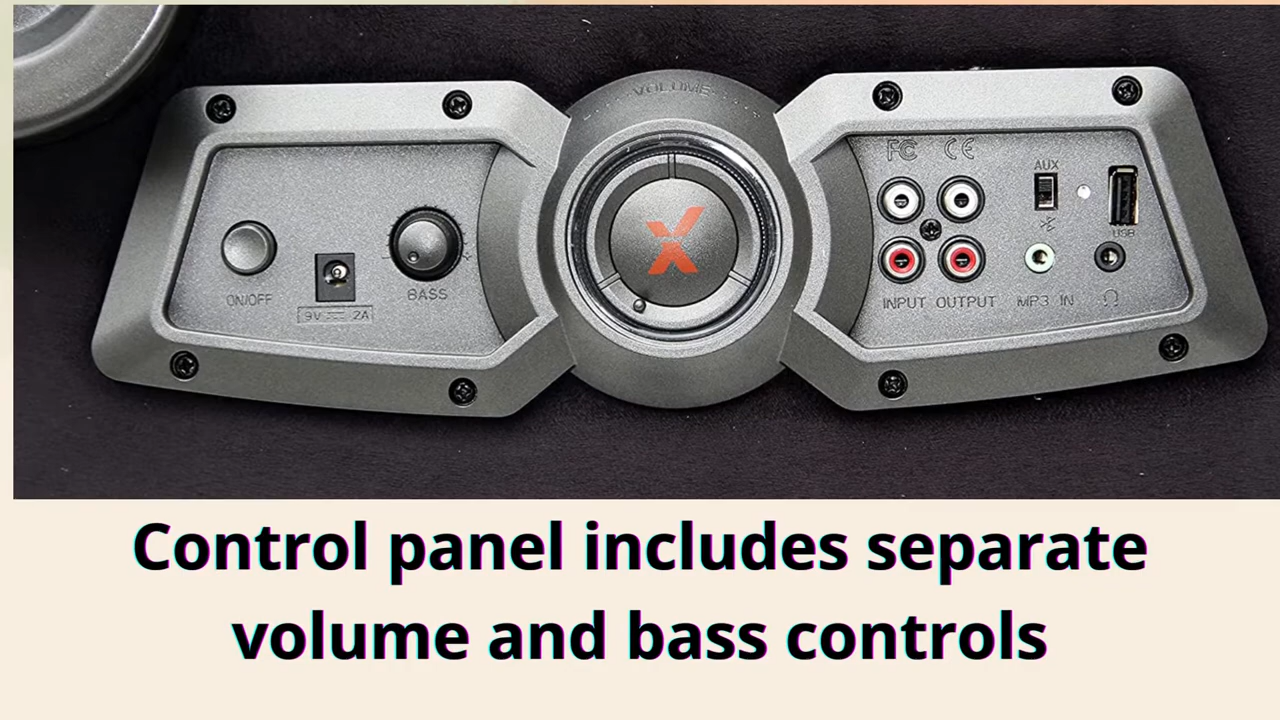 VOLUME
FC CE
AUX
USB
ON/OFF
9V ⎓ 2A
BASS
X
INPUT OUTPUT MP3 IN
Control panel includes separate
volume and bass controls